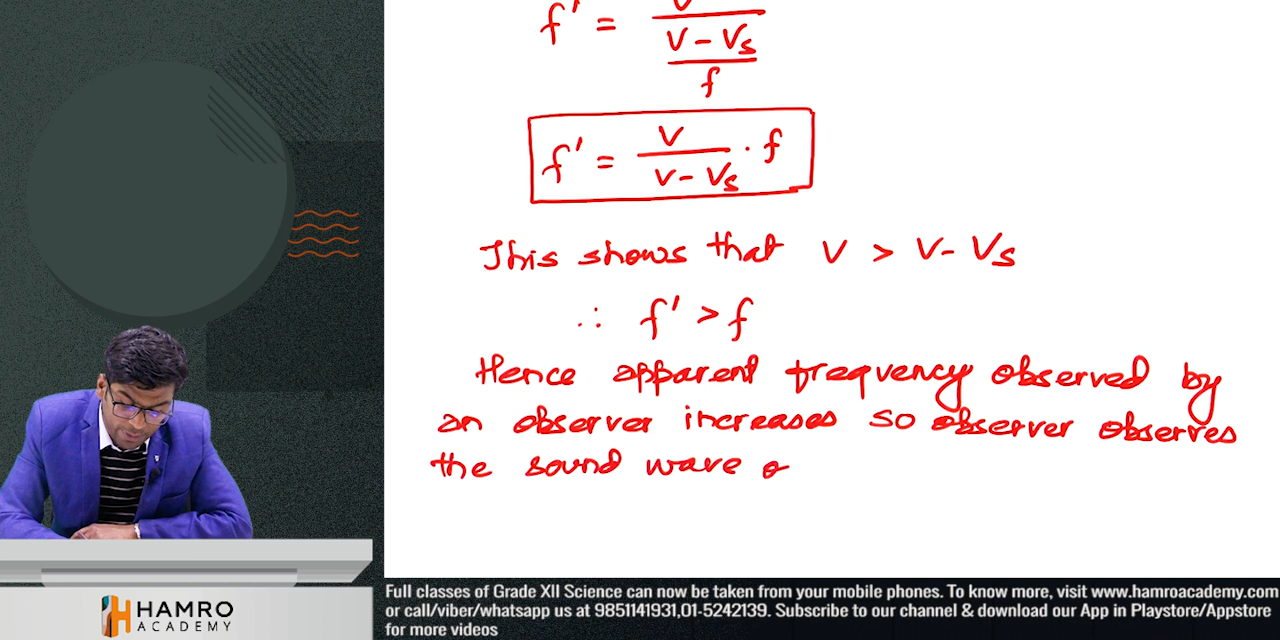 f' = V / (V - Vs / f)
f' = V / (V - Vs) . f
This shows that V > V - Vs
∴ f' > f
Hence apparent frequency observed by
an observer increases so observer observes
the sound wave o
HAMRO
ACADEMY
Full classes of Grade XII Science can now be taken from your mobile phones. To know more, visit www.hamroacademy.com
or call/viber/whatsapp us at 9851141931,01-5242139. Subscribe to our channel & download our App in Playstore/Appstore
for more videos